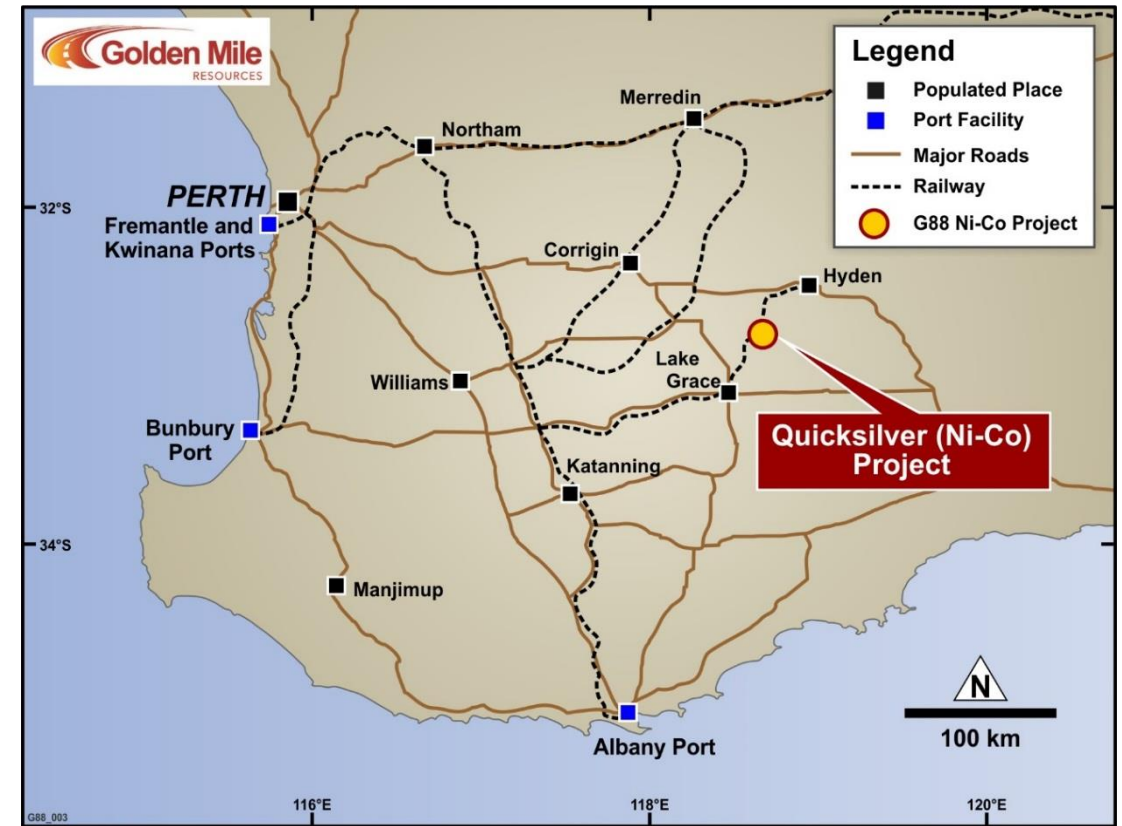 Golden Mile
RESOURCES
Legend
Populated Place
Port Facility
Major Roads
Railway
G88 Ni-Co Project
Merredin
Northam
PERTH
32°S
Fremantle and
Kwinana Ports
Corrigin
Hyden
Lake
Grace
Williams
Bunbury
Port
Quicksilver (Ni-Co)
Project
Katanning
34°S
Manjimup
N
100 km
Albany Port
116°E
118°E
120°E
G88_003